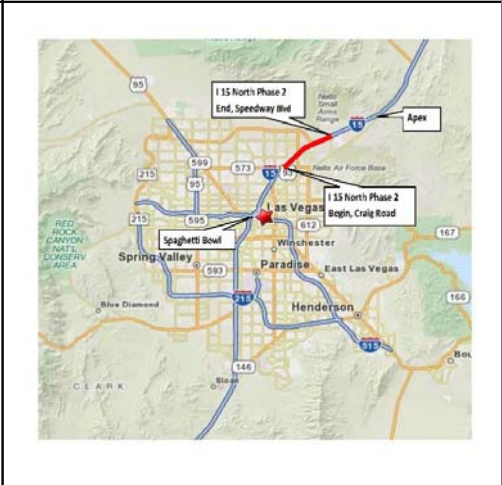 95
I 15 North Phase 2
End, Speedway Blvd
Nellis
Small
Arms
Range
15
Apex
599
573
15
93
Nellis Air Force Base
215
95
I 15 North Phase 2
Begin, Craig Road
215
595
Las Vegas
612
RED
ROCK
CANYON
NAT'L
CONSERV
AREA
Spaghetti Bowl
Winchester
167
Spring Valley
593
Paradise
East Las Vegas
215
166
Blue Diamond
Henderson
515
146
CLARK
Sloan